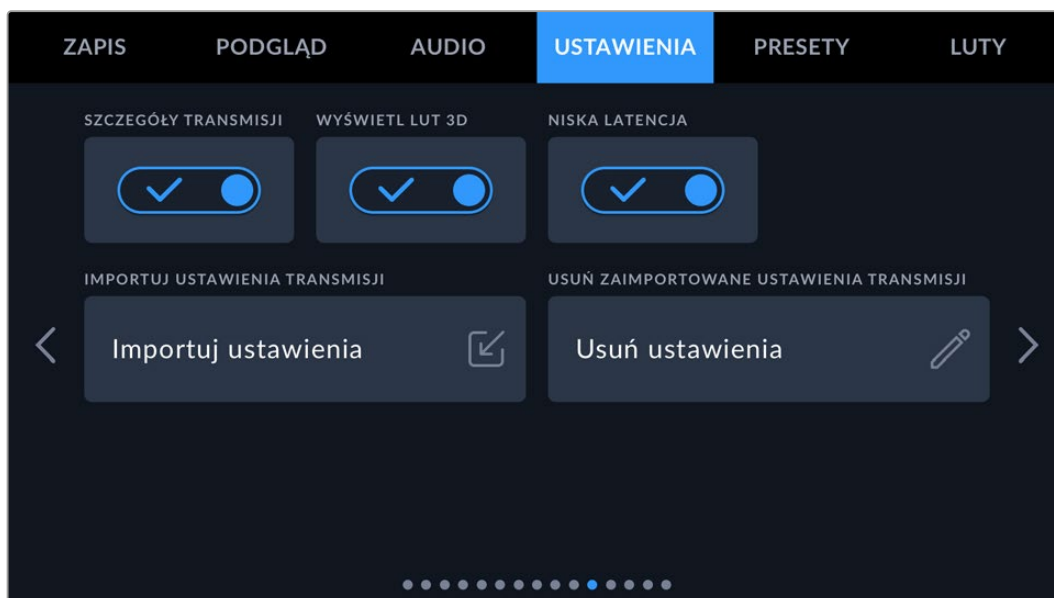 ZAPIS PODGLĄD AUDIO USTAWIENIA PRESETY LUTY
SZCZEGÓŁY TRANSMISJI WYŚWIETL LUT 3D NISKA LATENCJA
IMPORTUJ USTAWIENIA TRANSMISJI USUŃ ZAIMPORTOWANE USTAWIENIA TRANSMISJI
Importuj ustawienia Usuń ustawienia